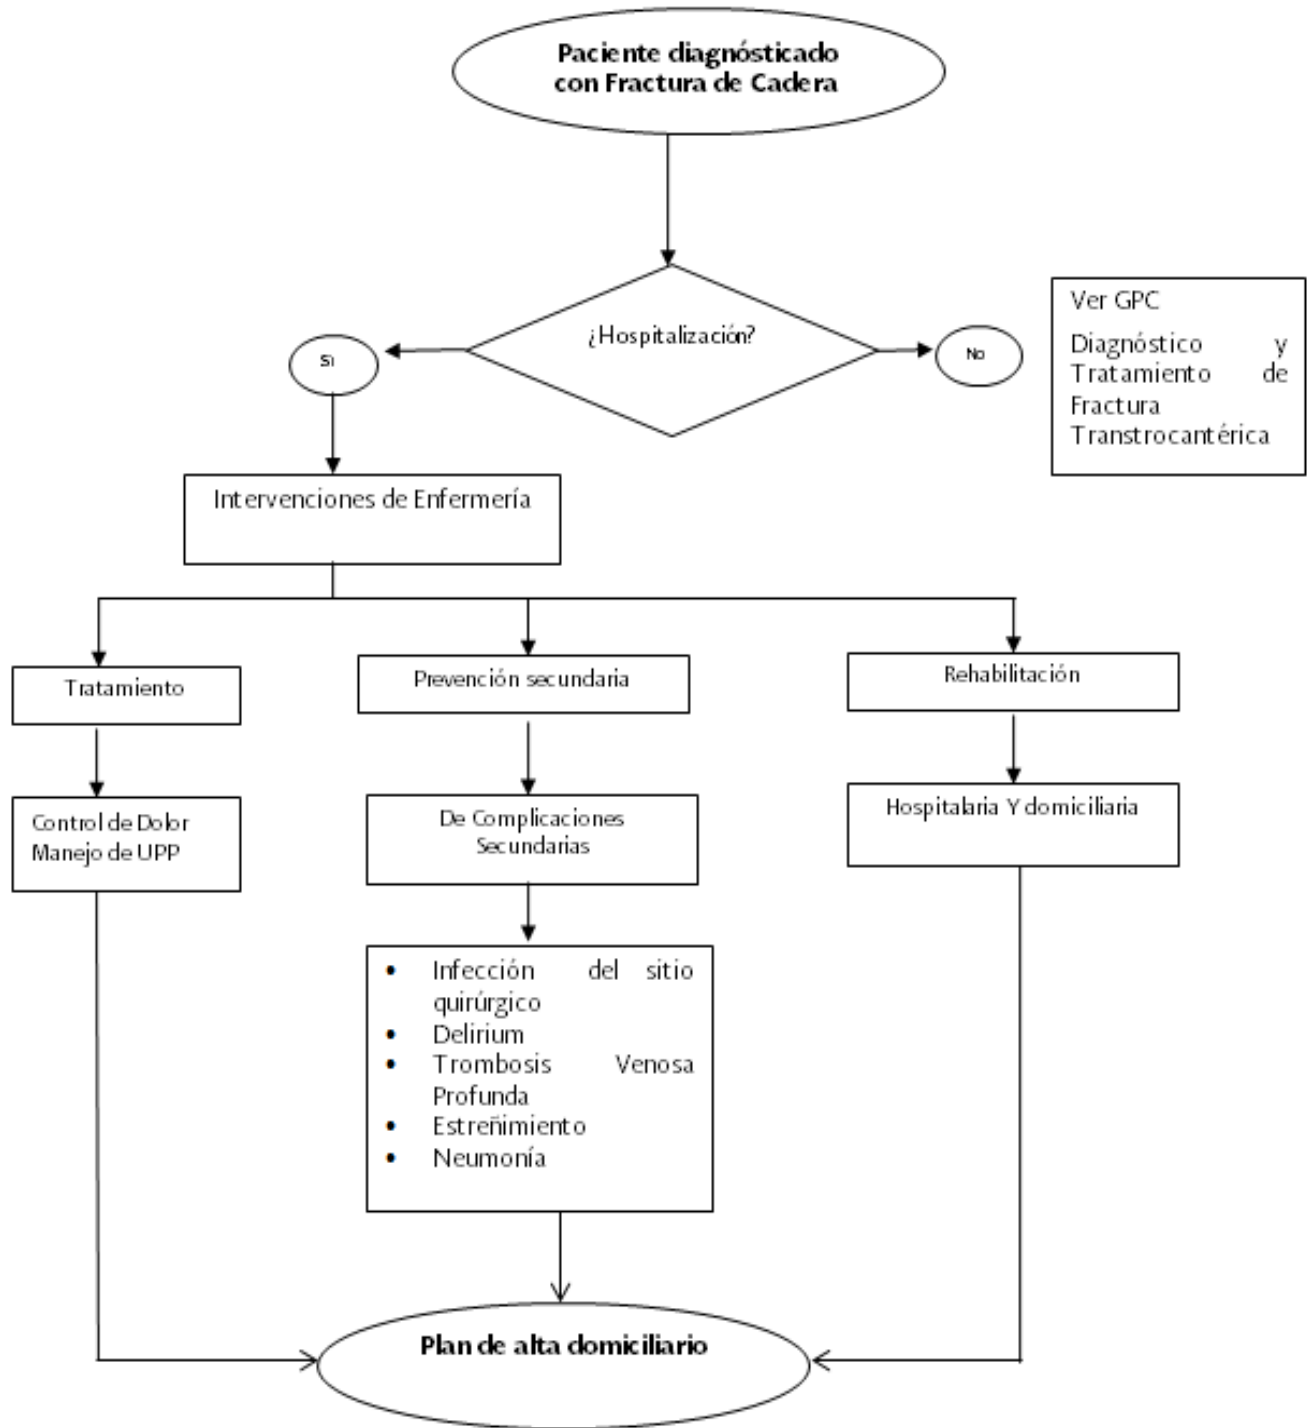 Paciente diagnósticado
con Fractura de Cadera
¿Hospitalización?
Si
No
Ver GPC
Diagnóstico y
Tratamiento de
Fractura
Transtrocantérica
Intervenciones de Enfermería
Tratamiento
Prevención secundaria
Rehabilitación
Control de Dolor
Manejo de UPP
De Complicaciones
Secundarias
Hospitalaria Y domiciliaria
• Infección del sitio
quirúrgico
• Delirium
• Trombosis Venosa
Profunda
• Estreñimiento
• Neumonía
Plan de alta domiciliario